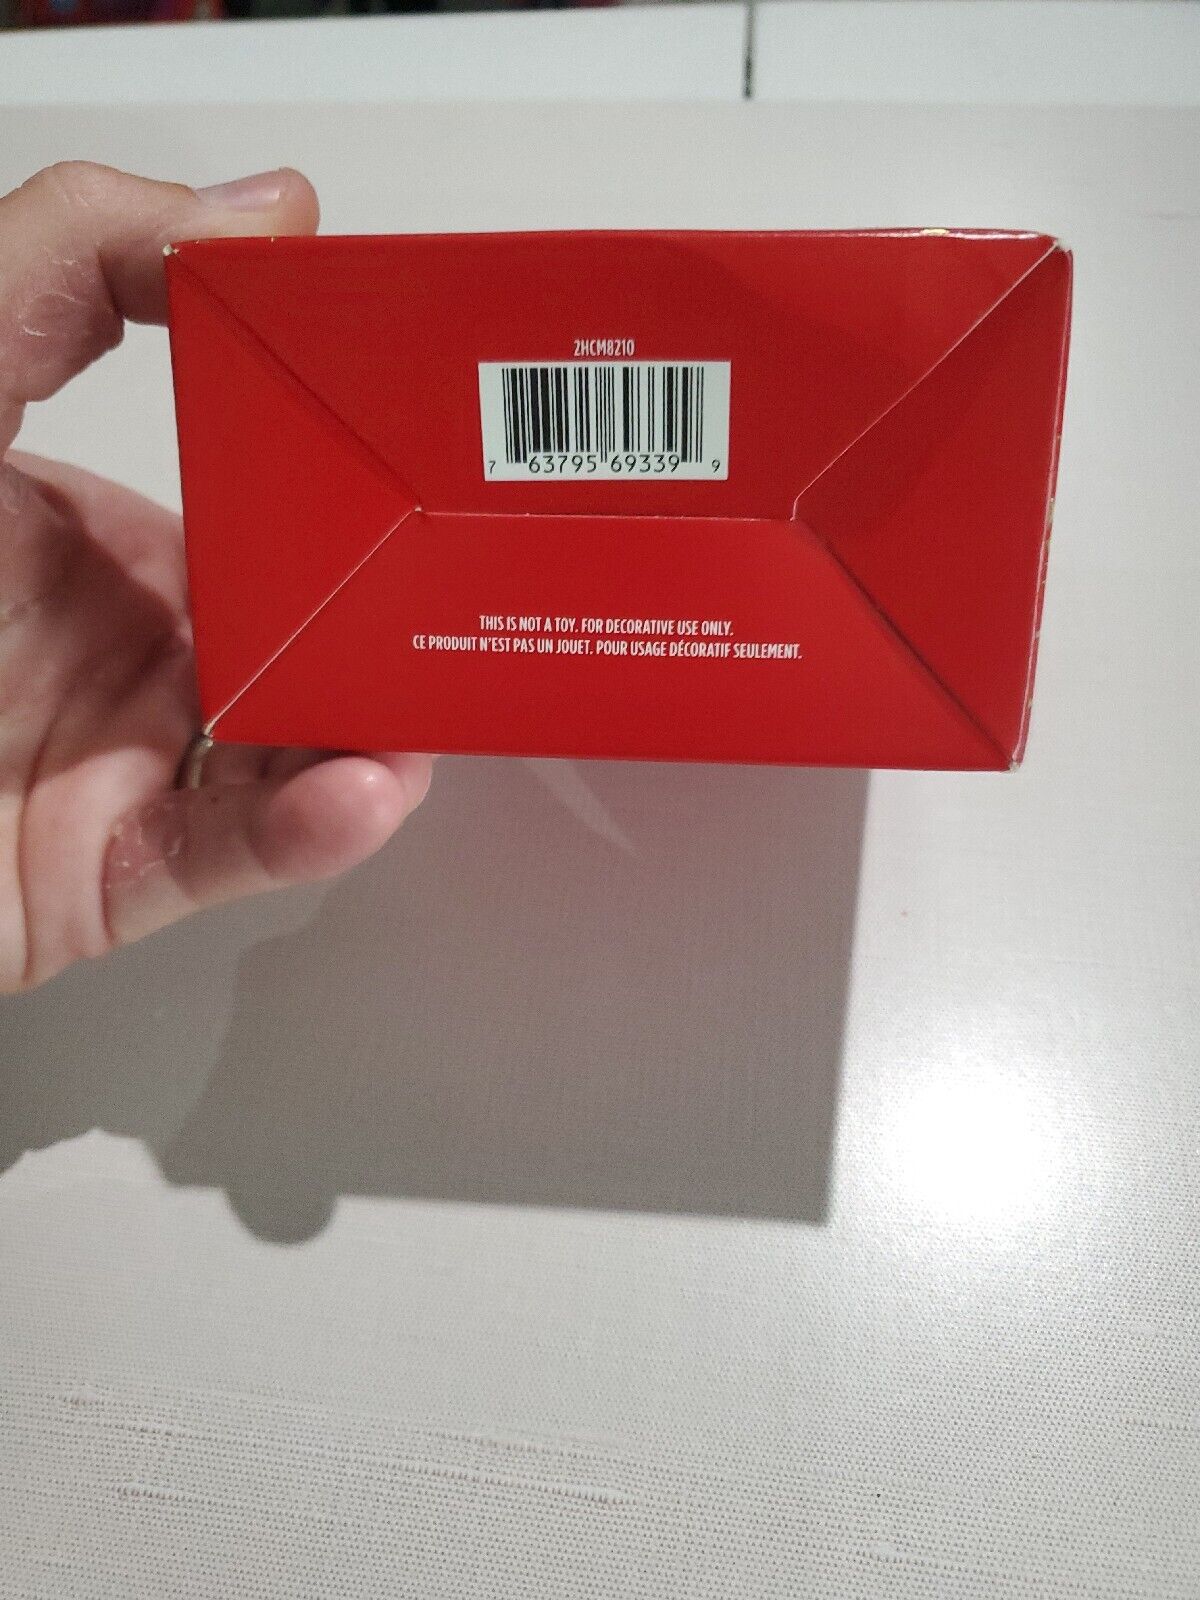 2HCM8210
7 63795 69339 9
THIS IS NOT A TOY. FOR DECORATIVE USE ONLY.
CE PRODUIT N'EST PAS UN JOUET. POUR USAGE DÉCORATIF SEULEMENT.